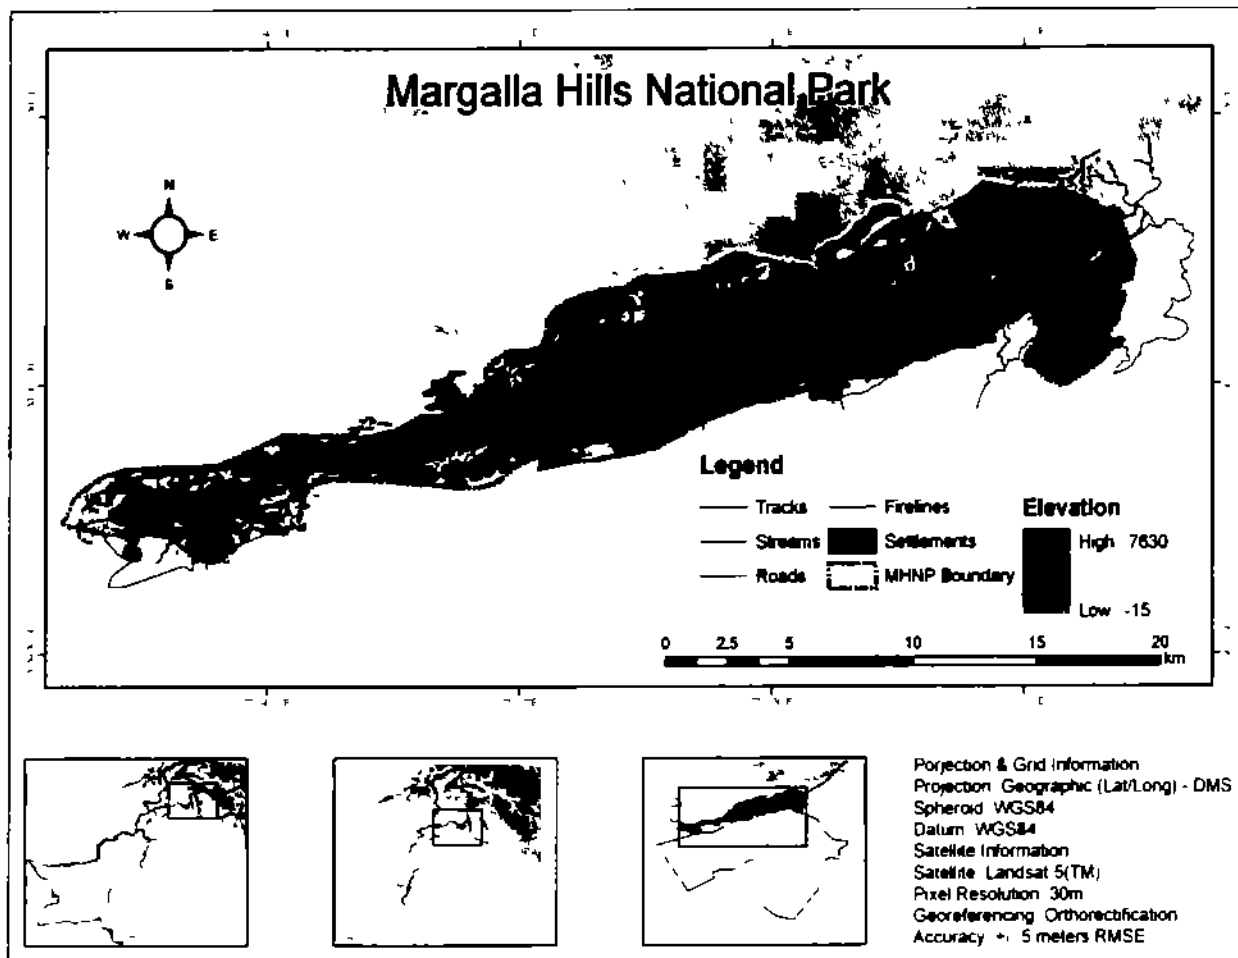 Margalla Hills National Park
N
W E
S
Legend
Tracks Firelines
Streams Settlements
Roads MHNP Boundary
Elevation
High 7630
Low -15
0 2.5 5 10 15 20
km
Porjection & Grid Information
Projection Geographic (Lat/Long) - DMS
Spheroid WGS84
Datum WGS84
Satellite Information
Satellite Landsat 5(TM)
Pixel Resolution 30m
Georeferencing Orthorectification
Accuracy +- 5 meters RMSE